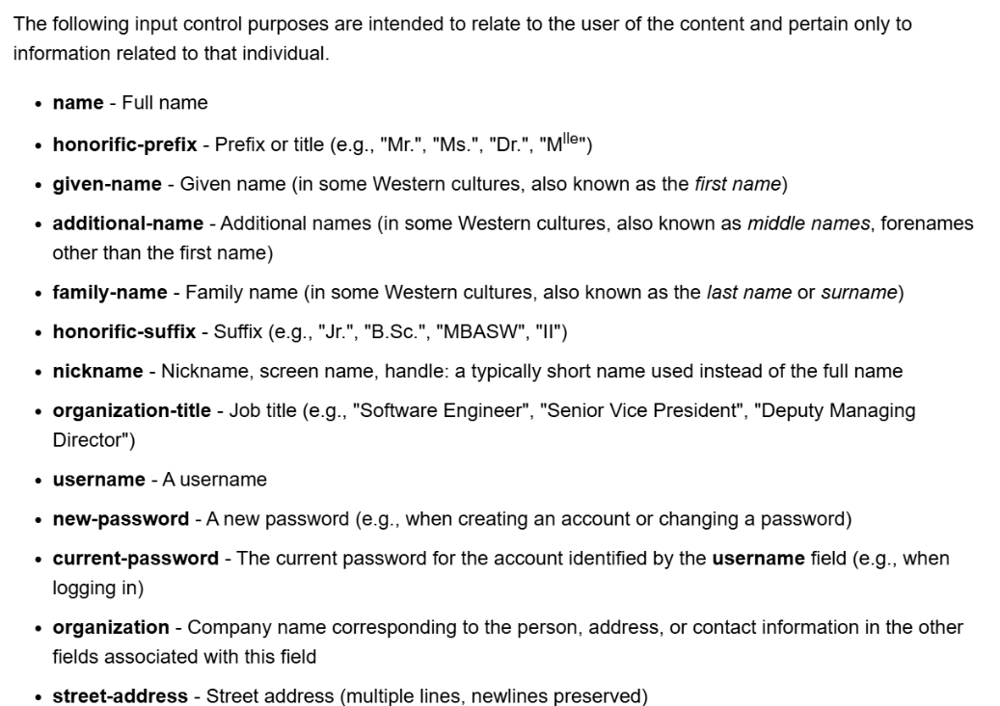 The following input control purposes are intended to relate to the user of the content and pertain only to
information related to that individual.
• name - Full name
• honorific-prefix - Prefix or title (e.g., "Mr.", "Ms.", "Dr.", "Mlle")
• given-name - Given name (in some Western cultures, also known as the first name)
• additional-name - Additional names (in some Western cultures, also known as middle names, forenames
other than the first name)
• family-name - Family name (in some Western cultures, also known as the last name or surname)
• honorific-suffix - Suffix (e.g., "Jr.", "B.Sc.", "MBASW", "II")
• nickname - Nickname, screen name, handle: a typically short name used instead of the full name
• organization-title - Job title (e.g., "Software Engineer", "Senior Vice President", "Deputy Managing
Director")
• username - A username
• new-password - A new password (e.g., when creating an account or changing a password)
• current-password - The current password for the account identified by the username field (e.g., when
logging in)
• organization - Company name corresponding to the person, address, or contact information in the other
fields associated with this field
• street-address - Street address (multiple lines, newlines preserved)